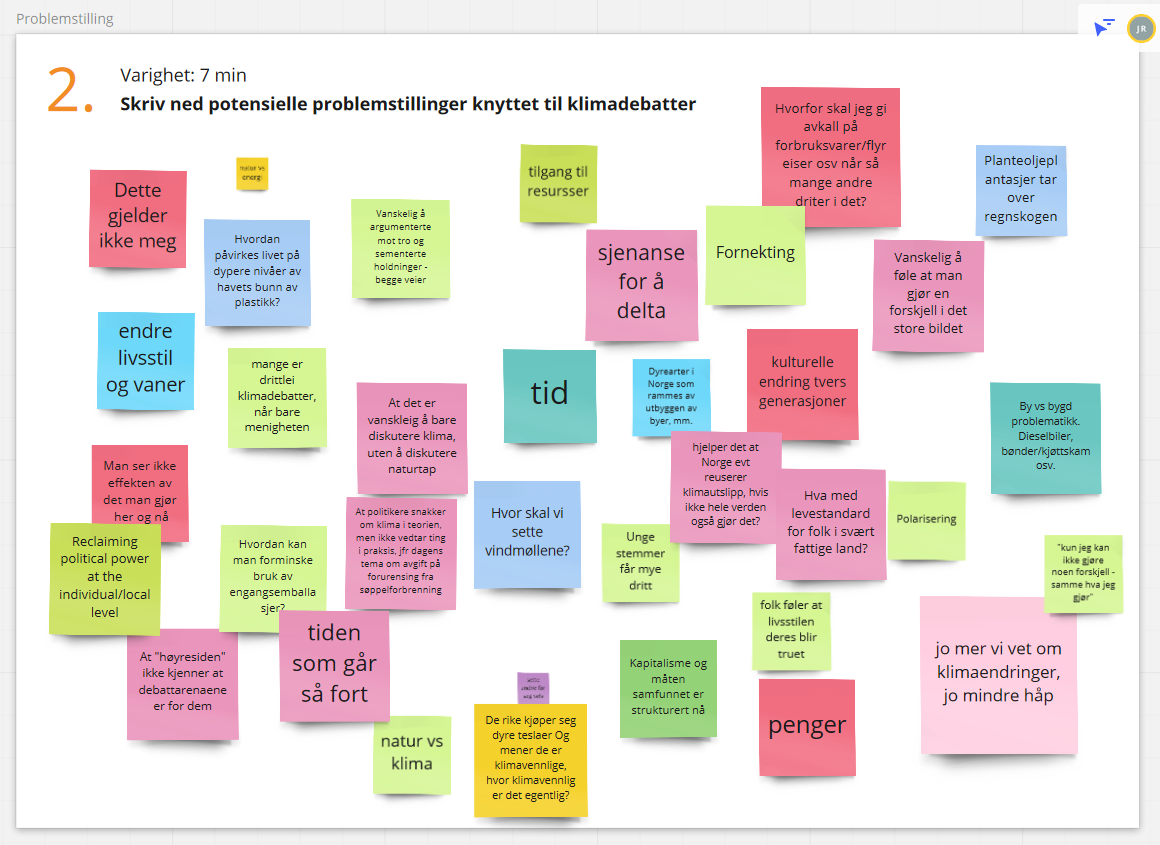 Problemstilling
JR
2.
Varighet: 7 min
Skriv ned potensielle problemstillinger knyttet til klimadebatter
Dette
gjelder
ikke meg
natur vs
energi
Hvordan
påvirkes livet på
dypere nivåer av
havets bunn av
plastikk?
Vanskelig å
argumenterte
mot tro og
sementerte
holdninger -
begge veier
tilgang til
resursser
Hvorfor skal jeg gi
avkall på
forbruksvarer/flyr
eiser osv når så
mange andre
driter i det?
Planteoljepl
antasjer tar
over
regnskogen
sjenanse
for å
delta
Fornekting
Vanskelig å
føle at man
gjør en
forskjell i det
store bildet
endre
livsstil
og vaner
mange er
drittlei
klimadebatter,
når bare
menigheten
At det er
vanskleig å bare
diskutere klima,
uten å diskutere
naturtap
tid
Dyrearter i
Norge som
rammes av
utbyggen av
byer, mm.
kulturelle
endring tvers
generasjoner
By vs bygd
problematikk.
Dieselbiler,
bønder/kjøttskam
osv.
Man ser ikke
effekten av
det man gjør
her og nå
Reclaiming
political power
at the
individual/local
level
Hvordan kan
man forminske
bruk av
engangsemballa
sjer?
At politikere snakker
om klima i teorien,
men ikke vedtar ting
i praksis, jfr dagens
tema om avgift på
forurensing fra
søppelforbrenning
Hvor skal vi
sette
vindmøllene?
hjelper det at
Norge evt
reuserer
klimautslipp, hvis
ikke hele verden
også gjør det?
Hva med
levestandard
for folk i svært
fattige land?
Polarisering
Unge
stemmer
får mye
dritt
"kun jeg kan
ikke gjøre
noen forskjell -
samme hva jeg
gjør"
At "høyresiden"
ikke kjenner at
debattarenaene
er for dem
tiden
som går
så fort
folk føler at
livsstilen
deres blir
truet
Kapitalisme og
måten
samfunnet er
strukturert nå
jo mer vi vet om
klimaendringer,
jo mindre håp
natur vs
klima
De rike kjøper seg
dyre teslaer Og
mener de er
klimavennlige,
hvor klimavennlig
er det egentlig?
penger